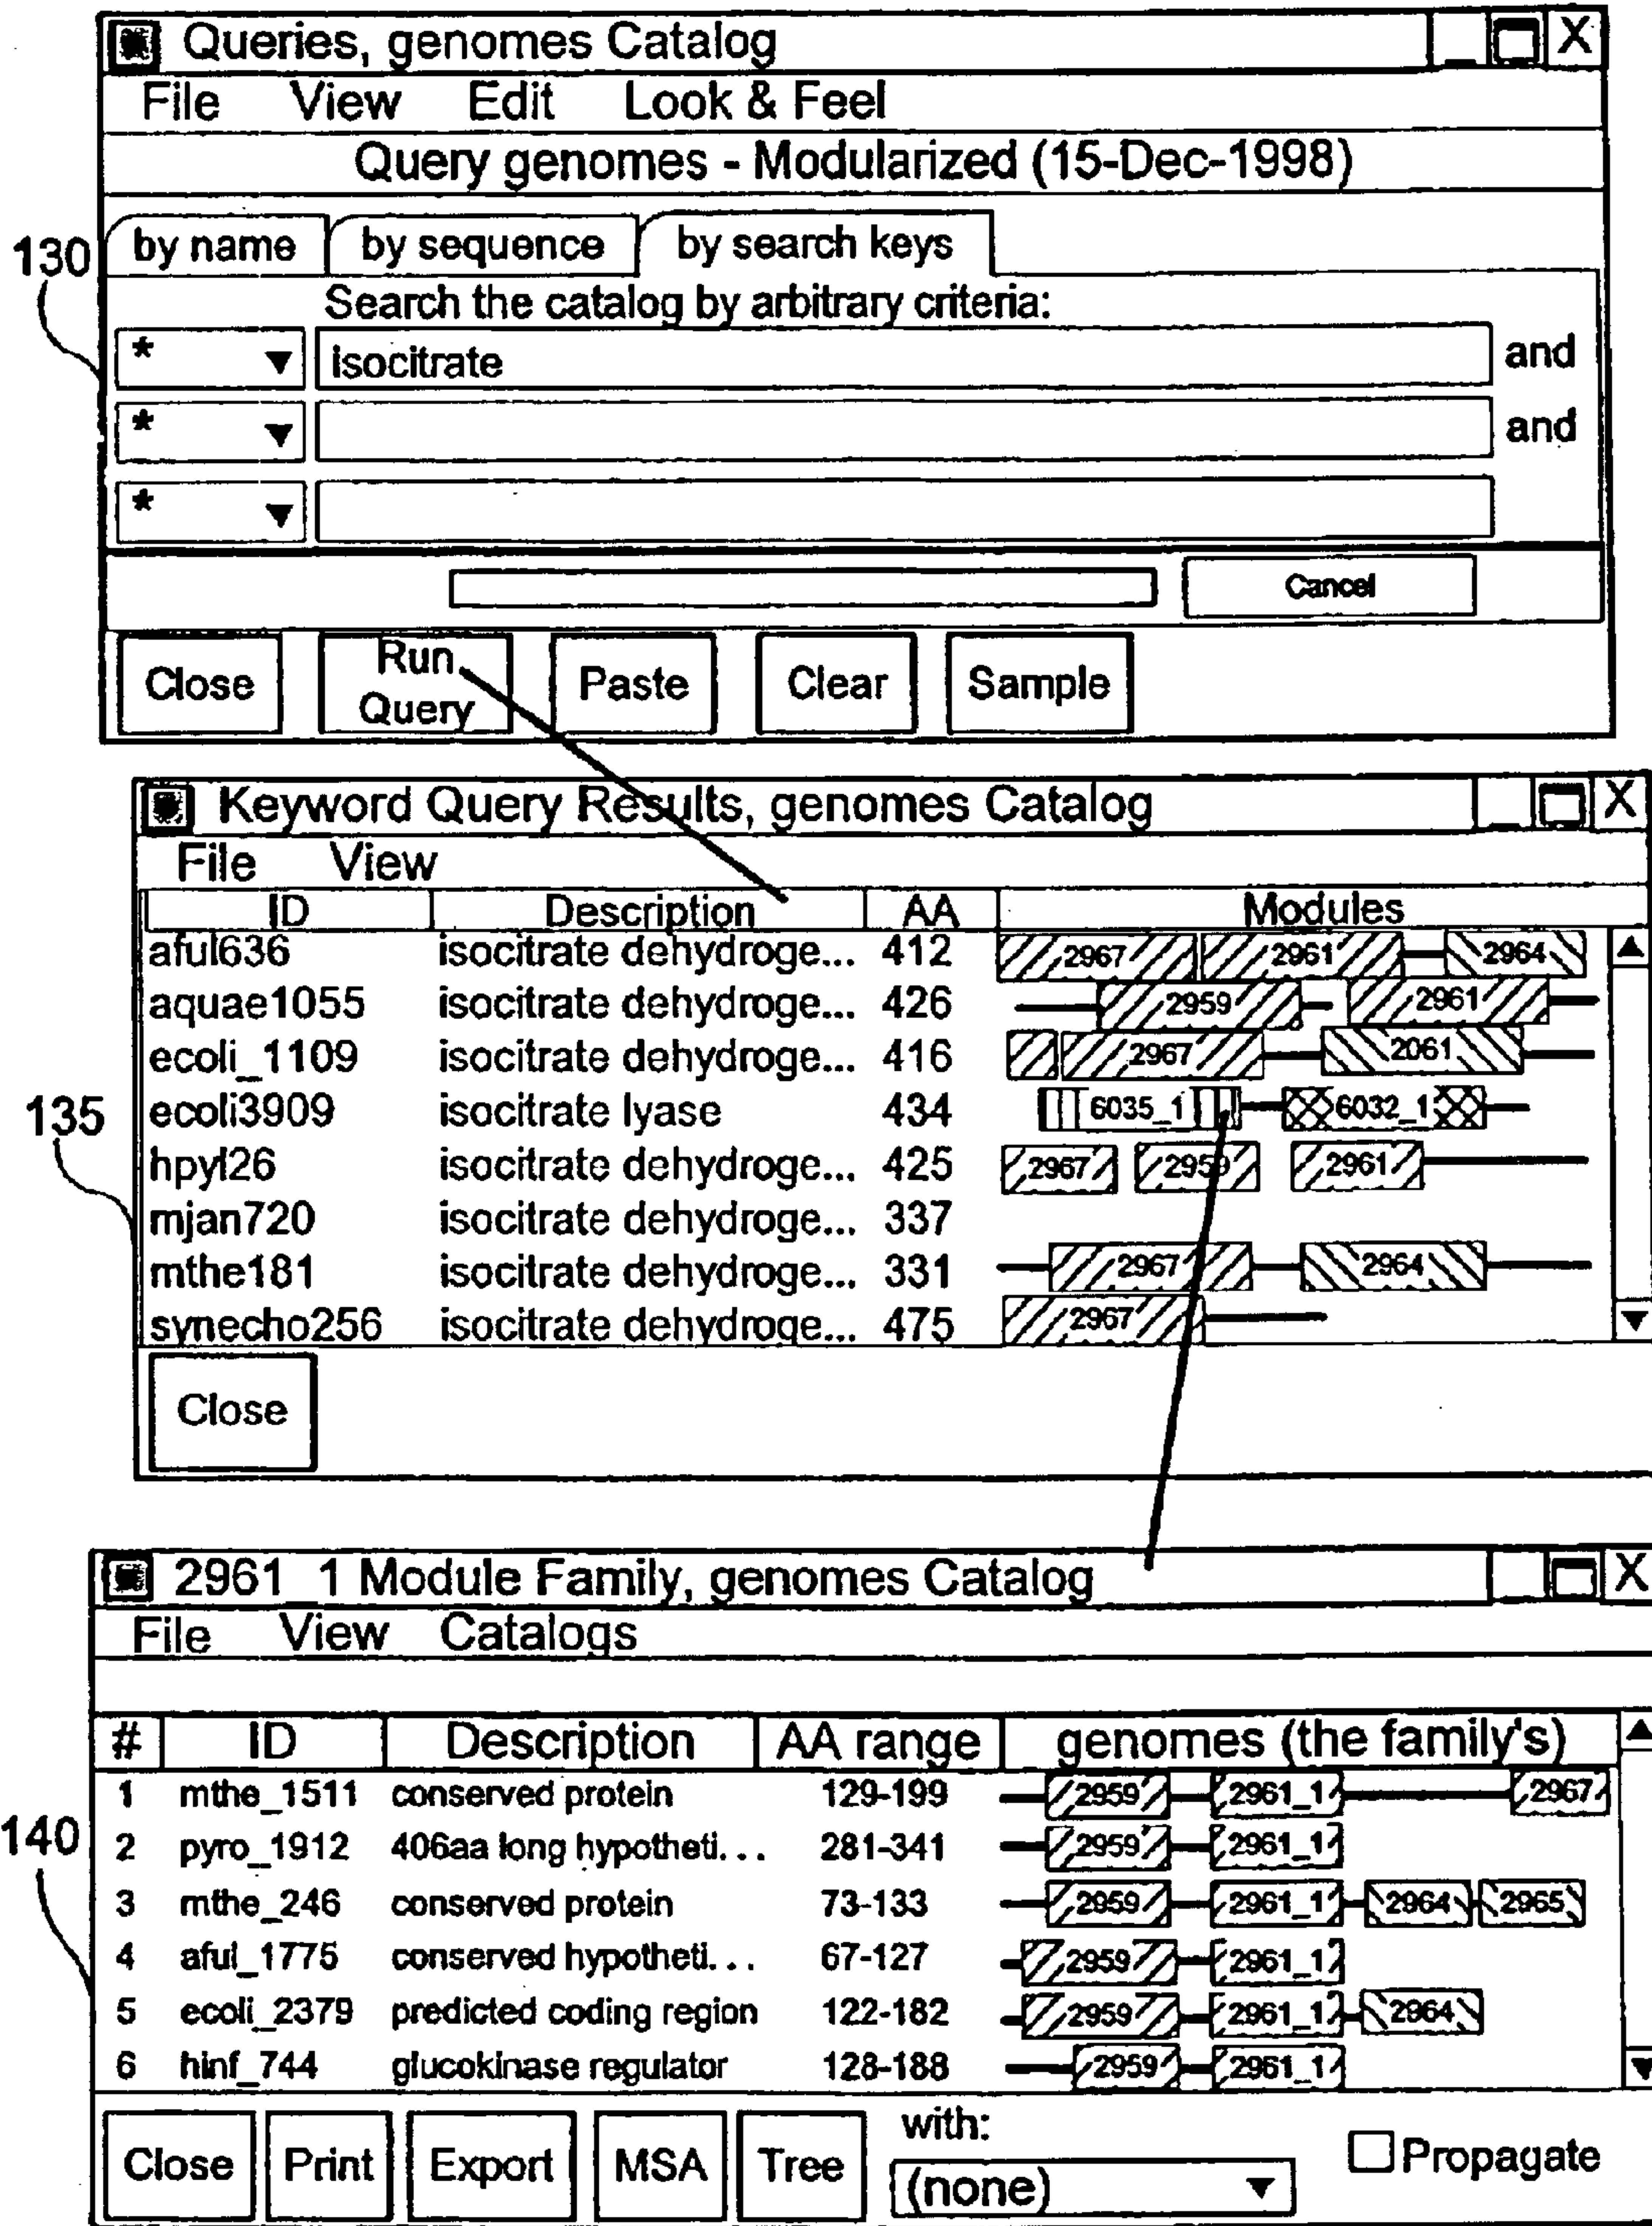 Queries, genomes Catalog X
File View Edit Look & Feel
Query genomes - Modularized (15-Dec-1998)
130 by name by sequence by search keys
Search the catalog by arbitrary criteria:
* ▼ isocitrate and
* ▼ and
* ▼
Cancel
Close Run Query Paste Clear Sample
Keyword Query Results, genomes Catalog X
File View
ID Description AA Modules
aful636 isocitrate dehydroge... 412 2967 2961 2964
aquae1055 isocitrate dehydroge... 426 2959 2961
ecoli_1109 isocitrate dehydroge... 416 2967 2061
135 ecoli3909 isocitrate lyase 434 6035_1 6032_1
hpyl26 isocitrate dehydroge... 425 2967 2959 2961
mjan720 isocitrate dehydroge... 337
mthe181 isocitrate dehydroge... 331 2967 2964
synecho256 isocitrate dehydroge... 475 2967
Close
2961_1 Module Family, genomes Catalog X
File View Catalogs
# ID Description AA range genomes (the family's)
1 mthe_1511 conserved protein 129-199 2959 2961_1 2967
140 2 pyro_1912 406aa long hypotheti... 281-341 2959 2961_1
3 mthe_246 conserved protein 73-133 2959 2961_1 2964 2965
4 aful_1775 conserved hypotheti... 67-127 2959 2961_1
5 ecoli_2379 predicted coding region 122-182 2959 2961_1 2964
6 hinf_744 glucokinase regulator 128-188 2959 2961_1
with:
Close Print Export MSA Tree (none) ▼ Propagate